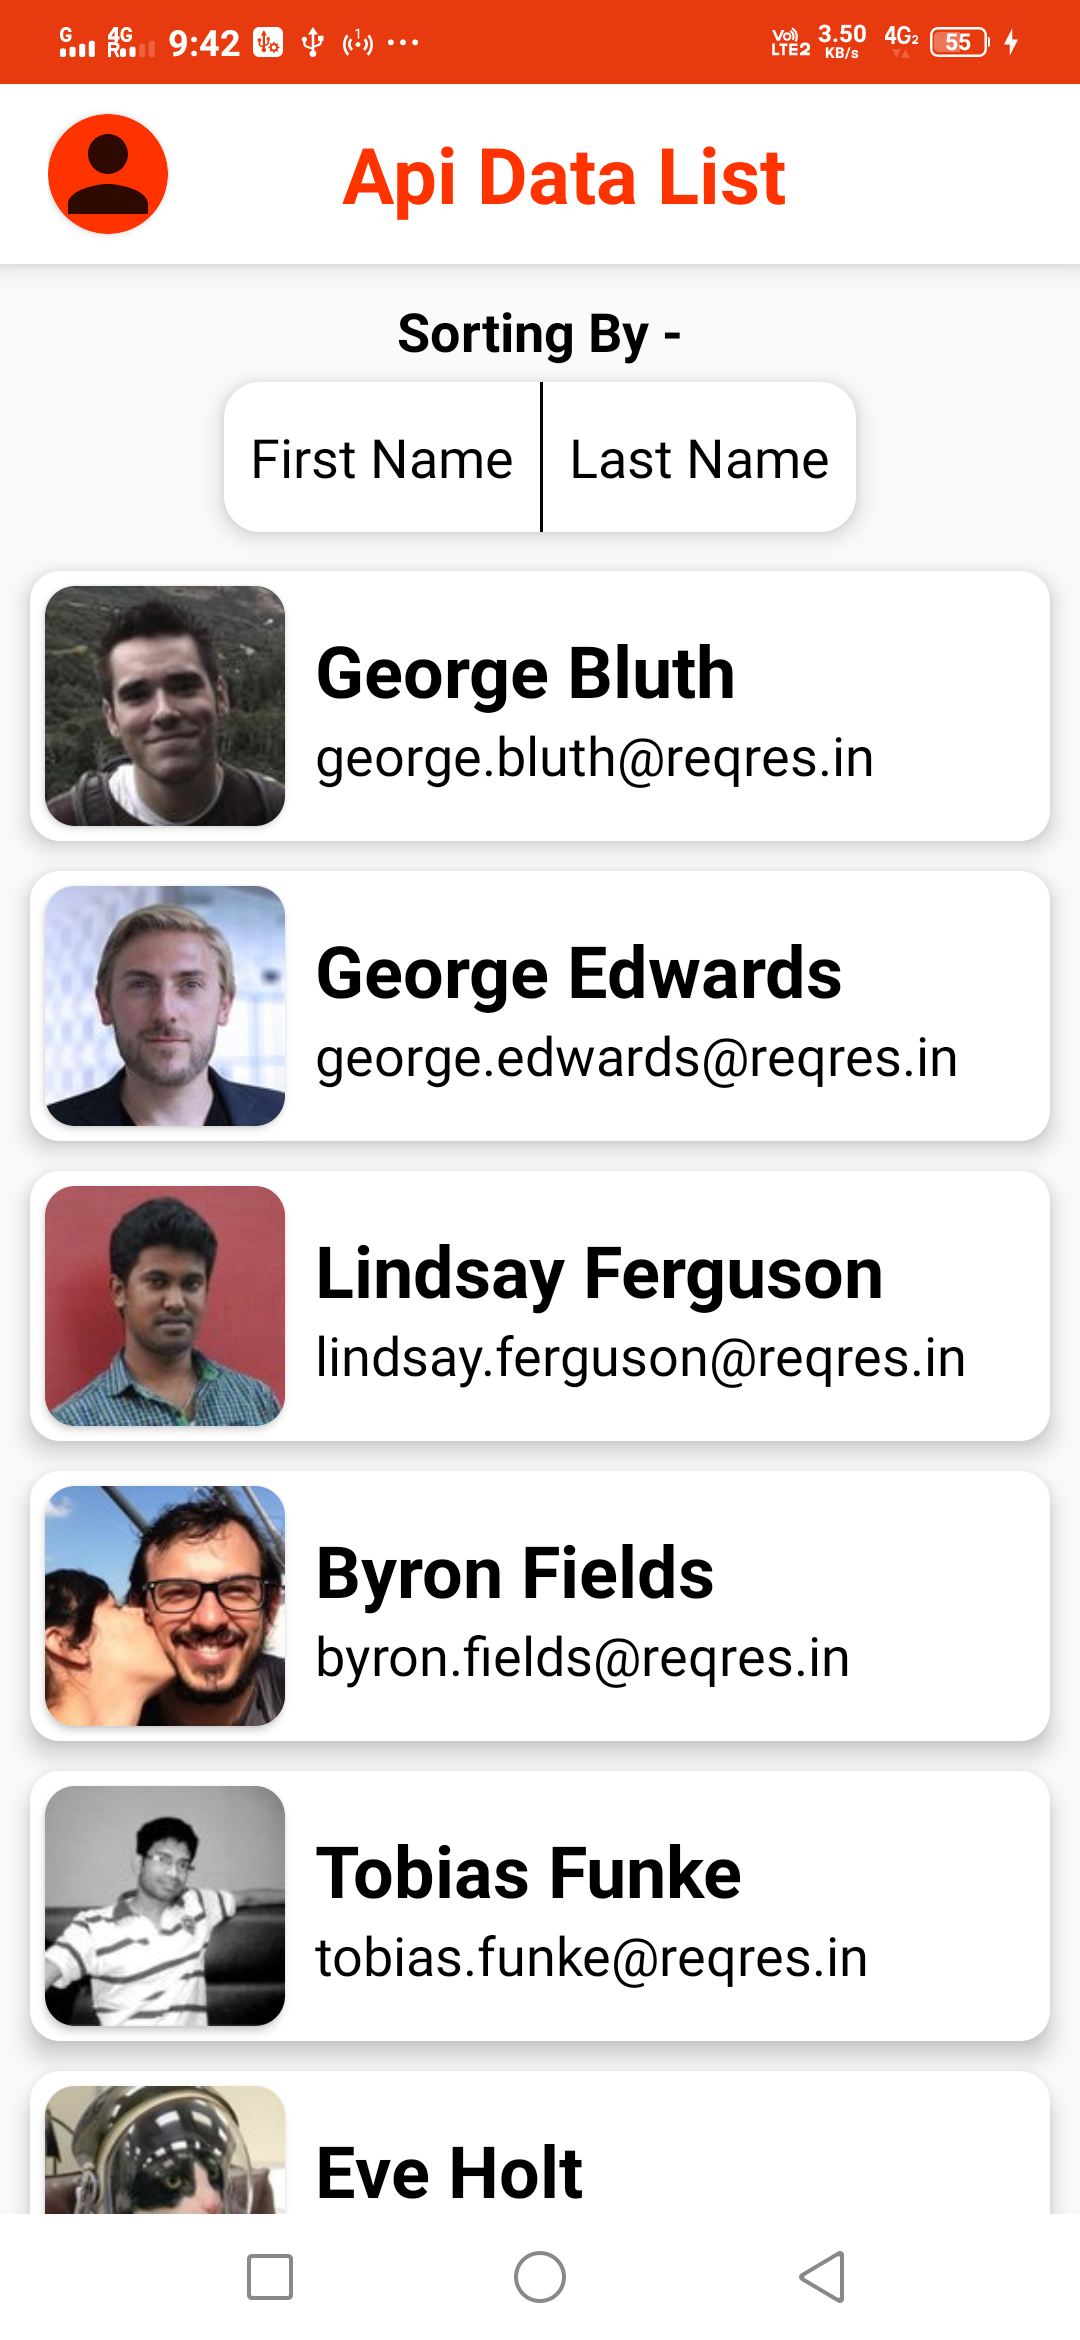 G 4G R 9:42 1 ... Vo)) LTE2 3.50 KB/s 4G2 55
Api Data List
Sorting By -
First Name Last Name
George Bluth
george.bluth@reqres.in
George Edwards
george.edwards@reqres.in
Lindsay Ferguson
lindsay.ferguson@reqres.in
Byron Fields
byron.fields@reqres.in
Tobias Funke
tobias.funke@reqres.in
Eve Holt